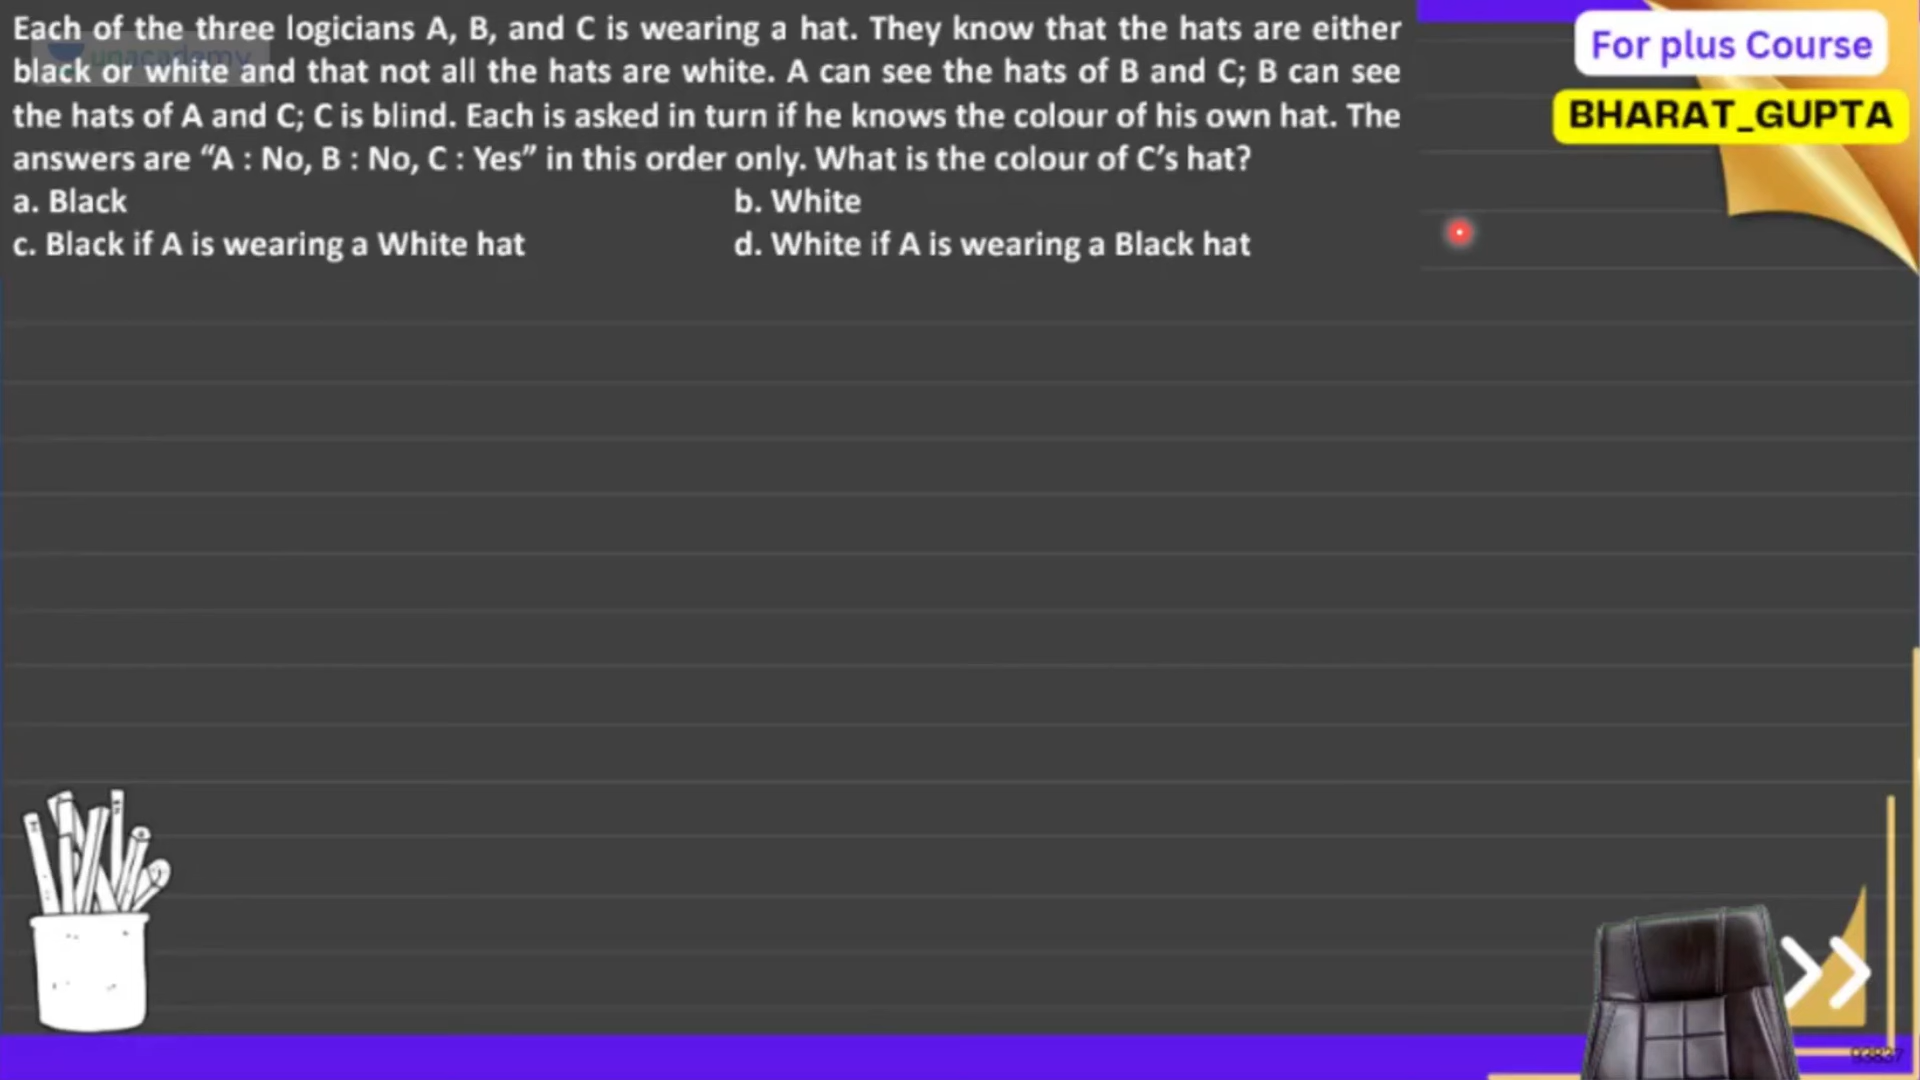 Each of the three logicians A, B, and C is wearing a hat. They know that the hats are either
unacademy
black or white and that not all the hats are white. A can see the hats of B and C; B can see
the hats of A and C; C is blind. Each is asked in turn if he knows the colour of his own hat. The
answers are “A : No, B : No, C : Yes” in this order only. What is the colour of C’s hat?
a. Black
b. White
c. Black if A is wearing a White hat
d. White if A is wearing a Black hat
For plus Course
BHARAT_GUPTA
93837